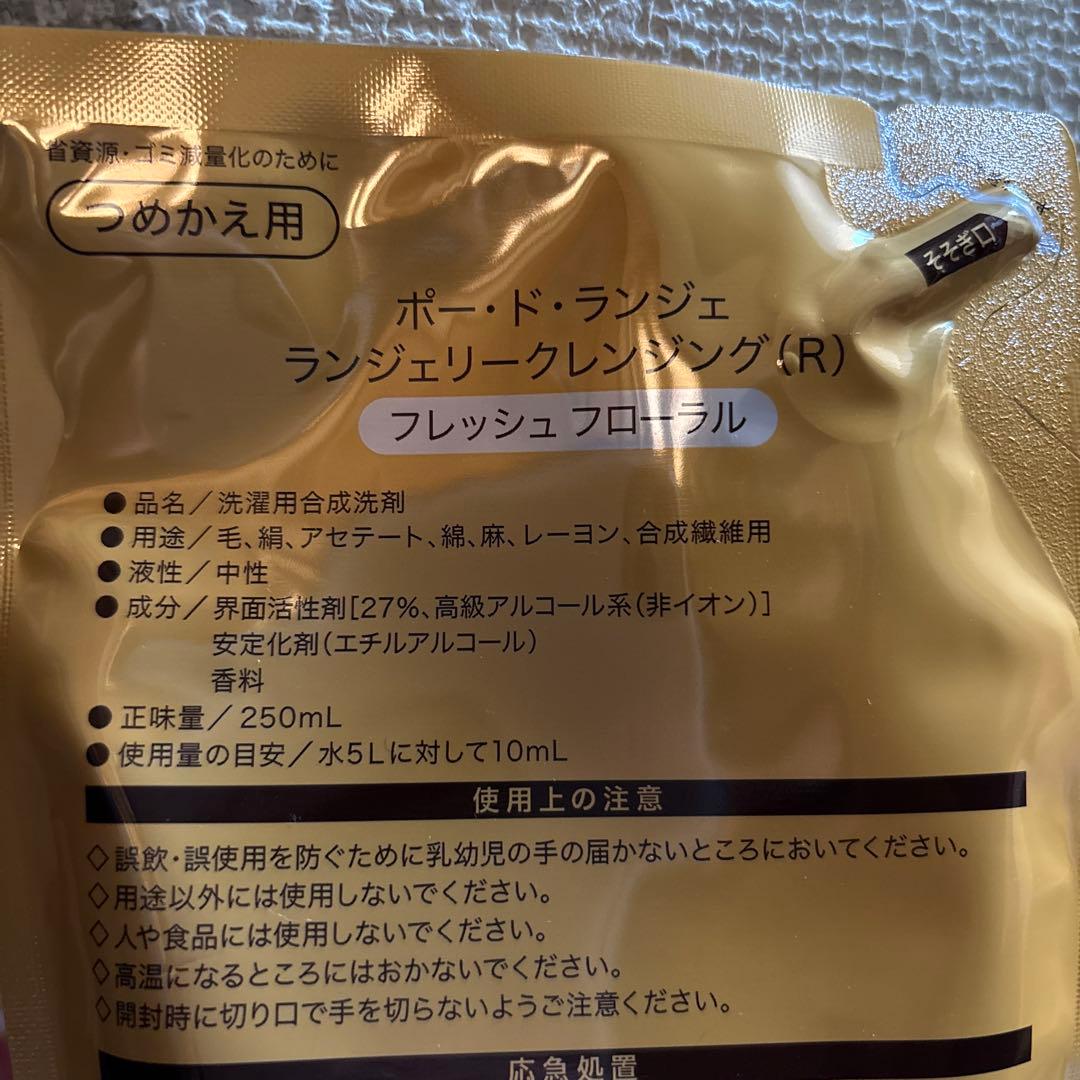 省資源・ゴミ減量化のために
つめかえ用
そそぎ口
ポー・ド・ランジェ
ランジェリークレンジング(R)
フレッシュ フローラル
●品名／洗濯用合成洗剤
●用途／毛、絹、アセテート、綿、麻、レーヨン、合成繊維用
●液性／中性
●成分／界面活性剤[27%、高級アルコール系(非イオン)]
安定化剤(エチルアルコール)
香料
●正味量／250mL
●使用量の目安／水5Lに対して10mL
使用上の注意
◇誤飲・誤使用を防ぐために乳幼児の手の届かないところにおいてください。
◇用途以外には使用しないでください。
◇人や食品には使用しないでください。
◇高温になるところにはおかないでください。
◇開封時に切り口で手を切らないようご注意ください。
応急処置